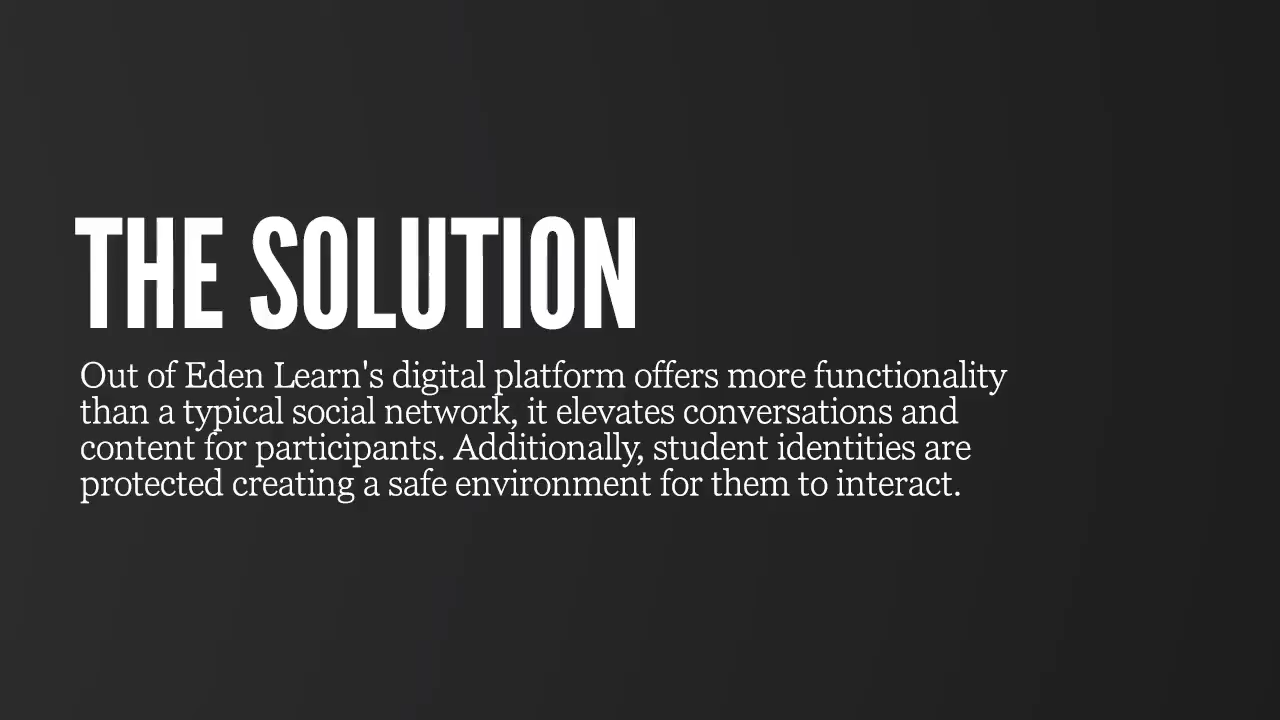 THE SOLUTION
Out of Eden Learn's digital platform offers more functionality
than a typical social network, it elevates conversations and
content for participants. Additionally, student identities are
protected creating a safe environment for them to interact.